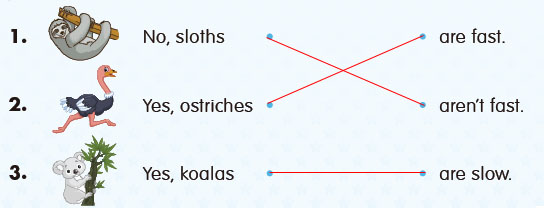 1. No, sloths are fast.
2. Yes, ostriches aren't fast.
3. Yes, koalas are slow.